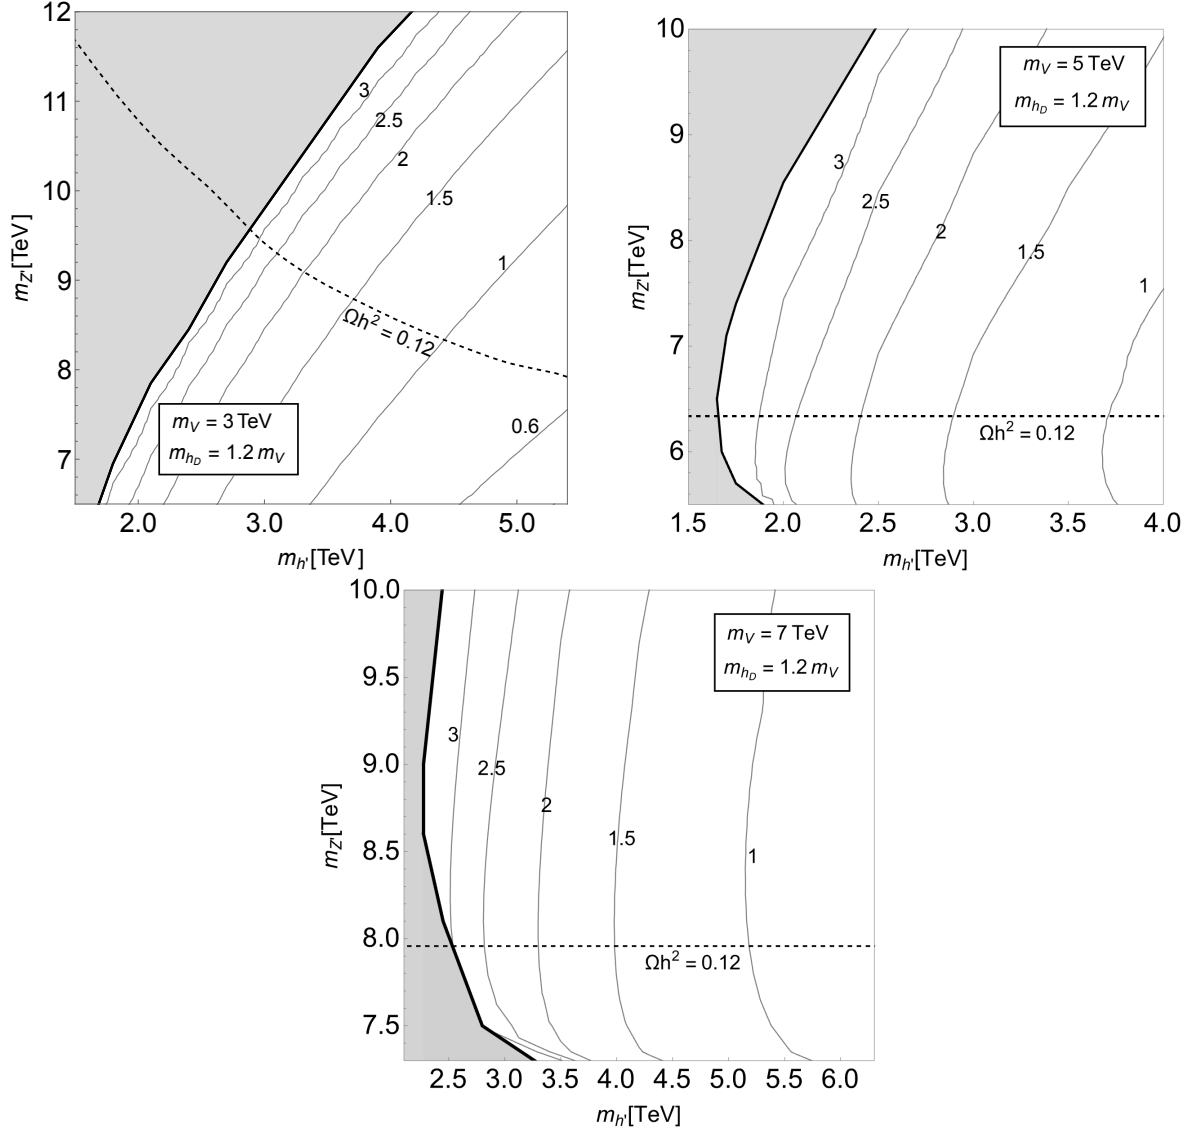 12
11
10
9
8
7
m_Z'[TeV]
3
2.5
2
1.5
1
0.6
Ωh² = 0.12
m_V = 3 TeV
m_{h_D} = 1.2 m_V
2.0 3.0 4.0 5.0
m_h'[TeV]
10
9
8
7
6
m_Z'[TeV]
m_V = 5 TeV
m_{h_D} = 1.2 m_V
3
2.5
2
1.5
1
Ωh² = 0.12
1.5 2.0 2.5 3.0 3.5 4.0
m_h'[TeV]
10.0
9.5
9.0
8.5
8.0
7.5
m_Z'[TeV]
m_V = 7 TeV
m_{h_D} = 1.2 m_V
3
2.5
2
1.5
1
Ωh² = 0.12
2.5 3.0 3.5 4.0 4.5 5.0 5.5 6.0
m_h'[TeV]